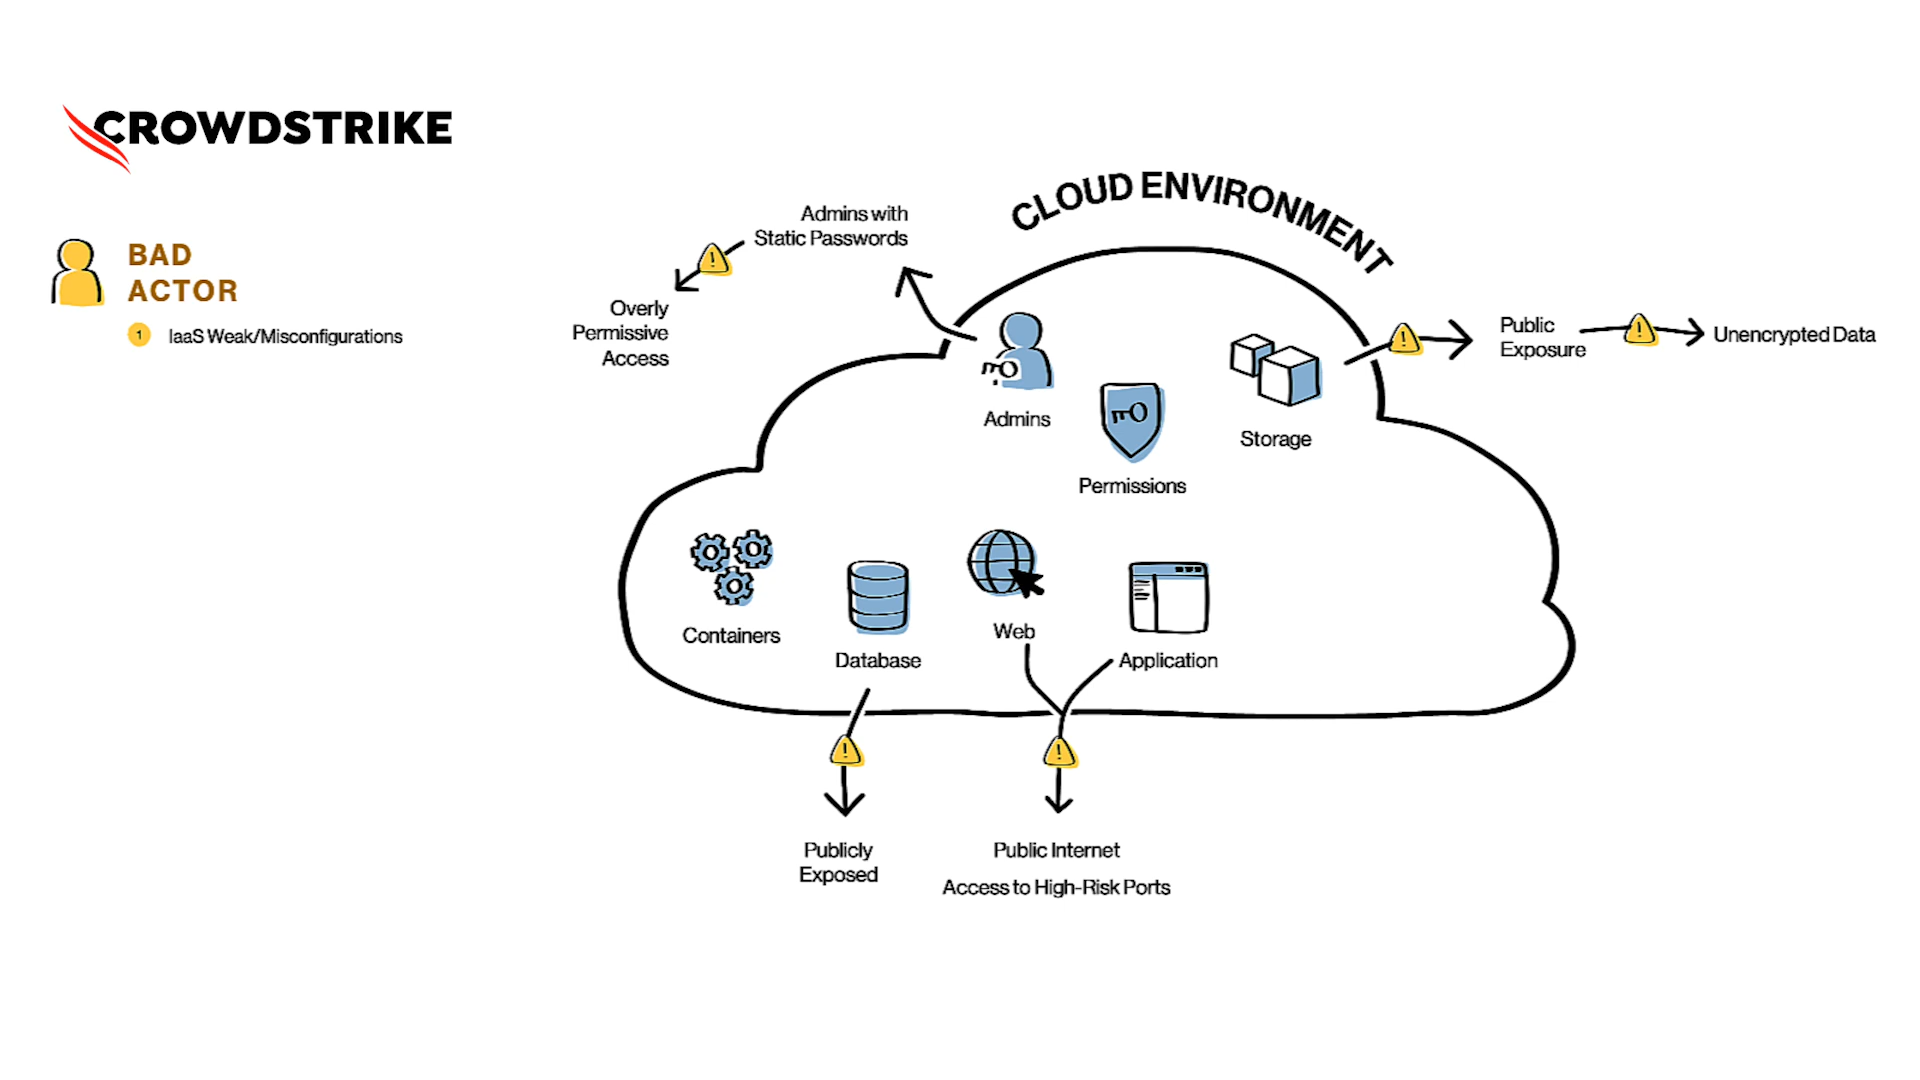 CROWDSTRIKE
BAD
ACTOR
1 IaaS Weak/Misconfigurations
CLOUD ENVIRONMENT
Admins with
Static Passwords
Overly
Permissive
Access
Public
Exposure
Unencrypted Data
Admins
Permissions
Storage
Containers
Database
Web
Application
Publicly
Exposed
Public Internet
Access to High-Risk Ports